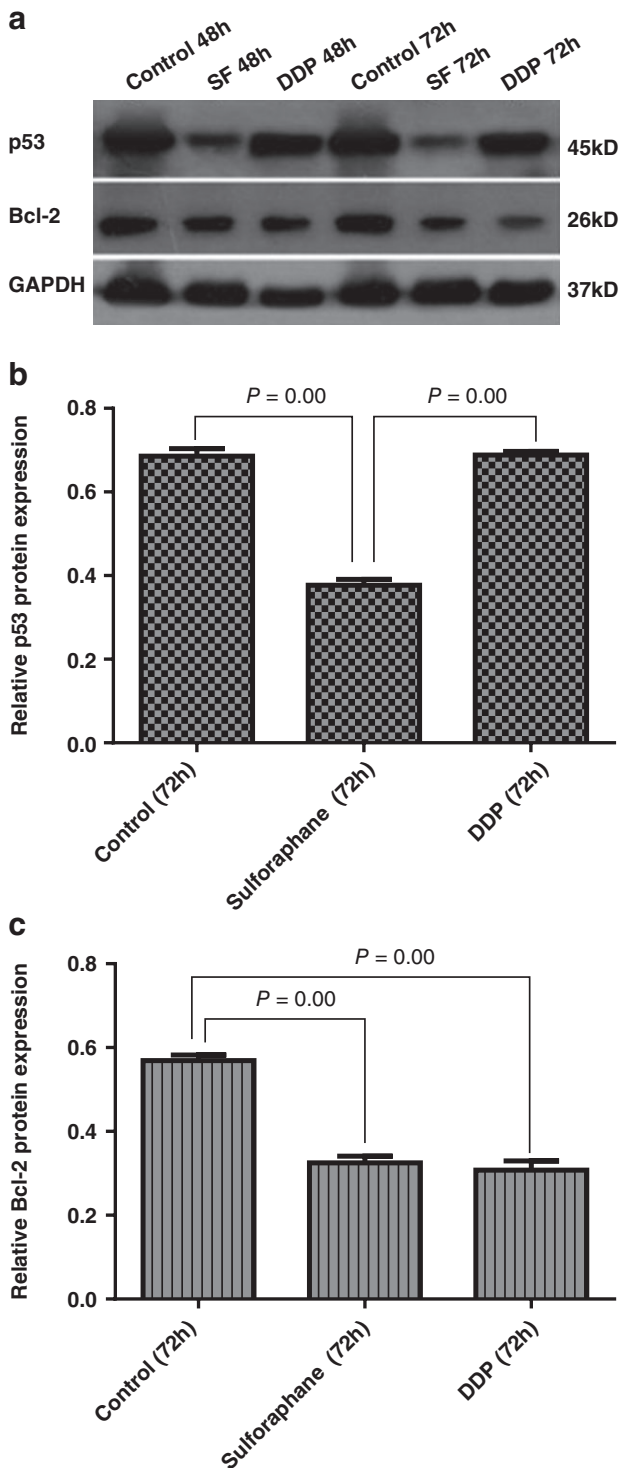 a
Control 48h
SF 48h
DDP 48h
Control 72h
SF 72h
DDP 72h
p53
45kD
Bcl-2
26kD
GAPDH
37kD
b
Relative p53 protein expression
0.8
0.6
0.4
0.2
0.0
P = 0.00
P = 0.00
Control (72h)
Sulforaphane (72h)
DDP (72h)
c
Relative Bcl-2 protein expression
0.8
0.6
0.4
0.2
0.0
P = 0.00
P = 0.00
Control (72h)
Sulforaphane (72h)
DDP (72h)